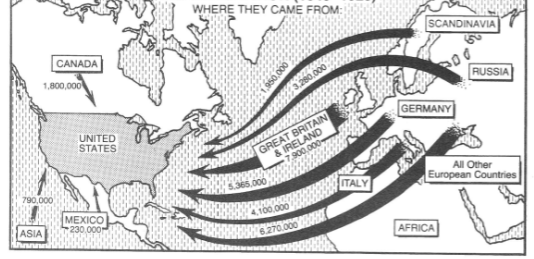 WHERE THEY CAME FROM:
SCANDINAVIA
CANADA
1,800,000
1,950,000
3,280,000
RUSSIA
GERMANY
UNITED
STATES
GREAT BRITAIN
& IRELAND
7,900,000
All Other
European Countries
5,365,000
ITALY
790,000
4,100,000
MEXICO
230,000
6,270,000
ASIA
AFRICA